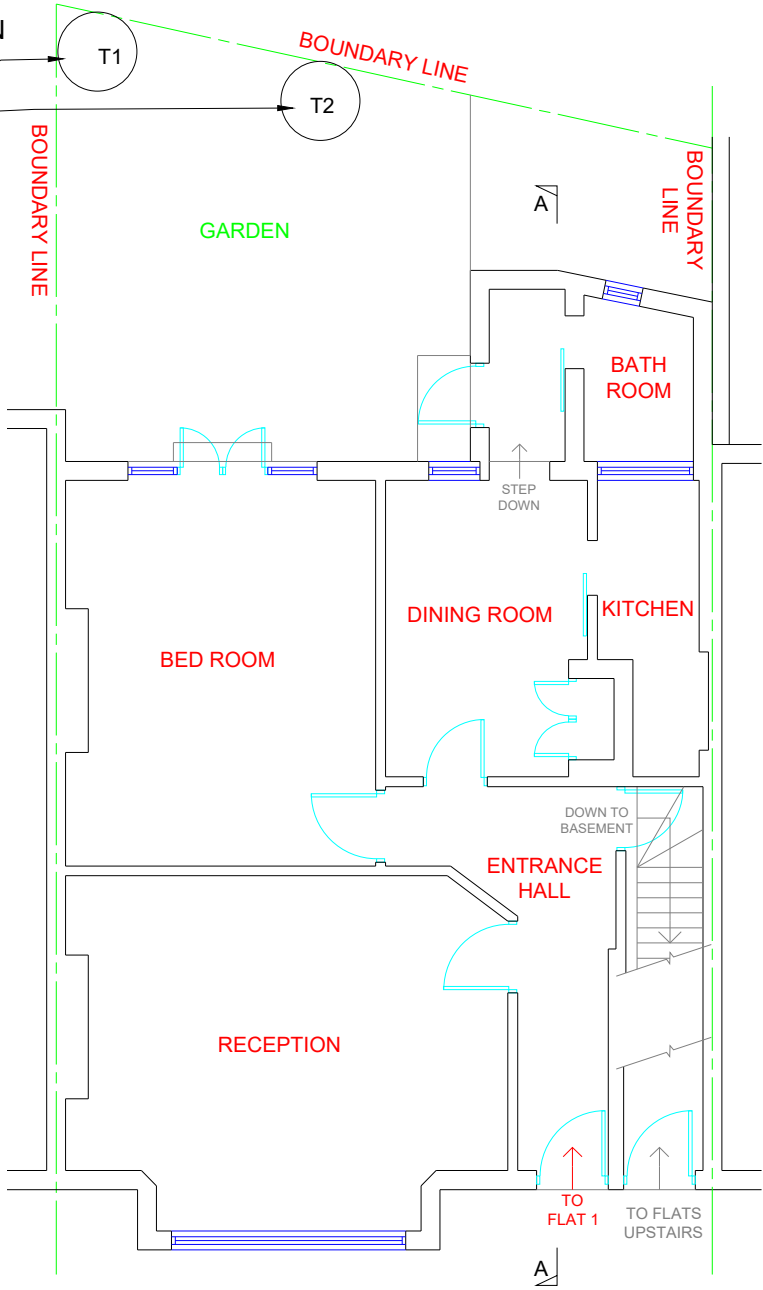 N
T1
BOUNDARY LINE
T2
BOUNDARY LINE
BOUNDARY
LINE
A
GARDEN
BATH
ROOM
STEP
DOWN
DINING ROOM
KITCHEN
BED ROOM
DOWN TO
BASEMENT
ENTRANCE
HALL
RECEPTION
TO
FLAT 1
TO FLATS
UPSTAIRS
A